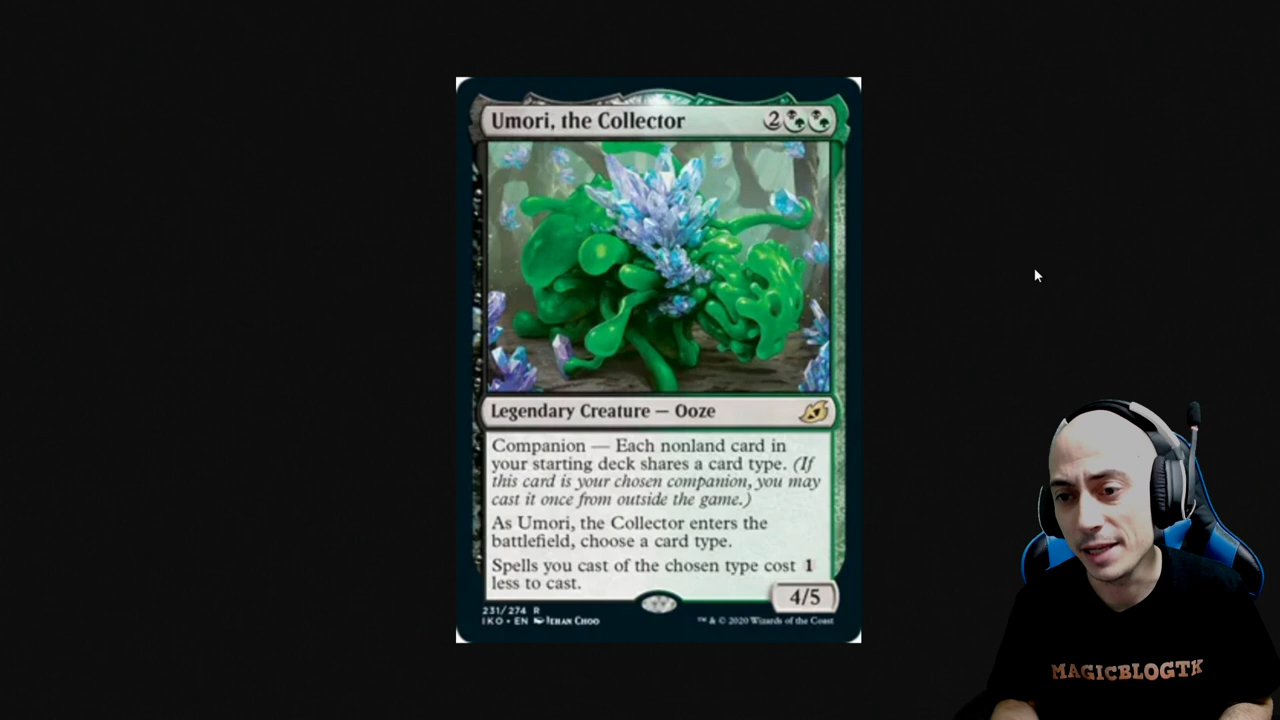 Umori, the Collector 2
Legendary Creature — Ooze
Companion — Each nonland card in
your starting deck shares a card type. (If
this card is your chosen companion, you may
cast it once from outside the game.)
As Umori, the Collector enters the
battlefield, choose a card type.
Spells you cast of the chosen type cost 1
less to cast.
4/5
231/274 R
IKO • EN JEHAN CHOO
™ & © 2020 Wizards of the Coast
MAGICBLOGTK